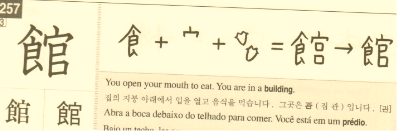 257
館
食 + 宀 + 㠯 = 館 → 館
館 館
You open your mouth to eat. You are in a building.
집의 지붕 아래에서 입을 열고 음식을 먹습니다. 그곳은 관 (집 관) 입니다. [관]
Abra a boca debaixo do telhado para comer. Você está em um prédio.